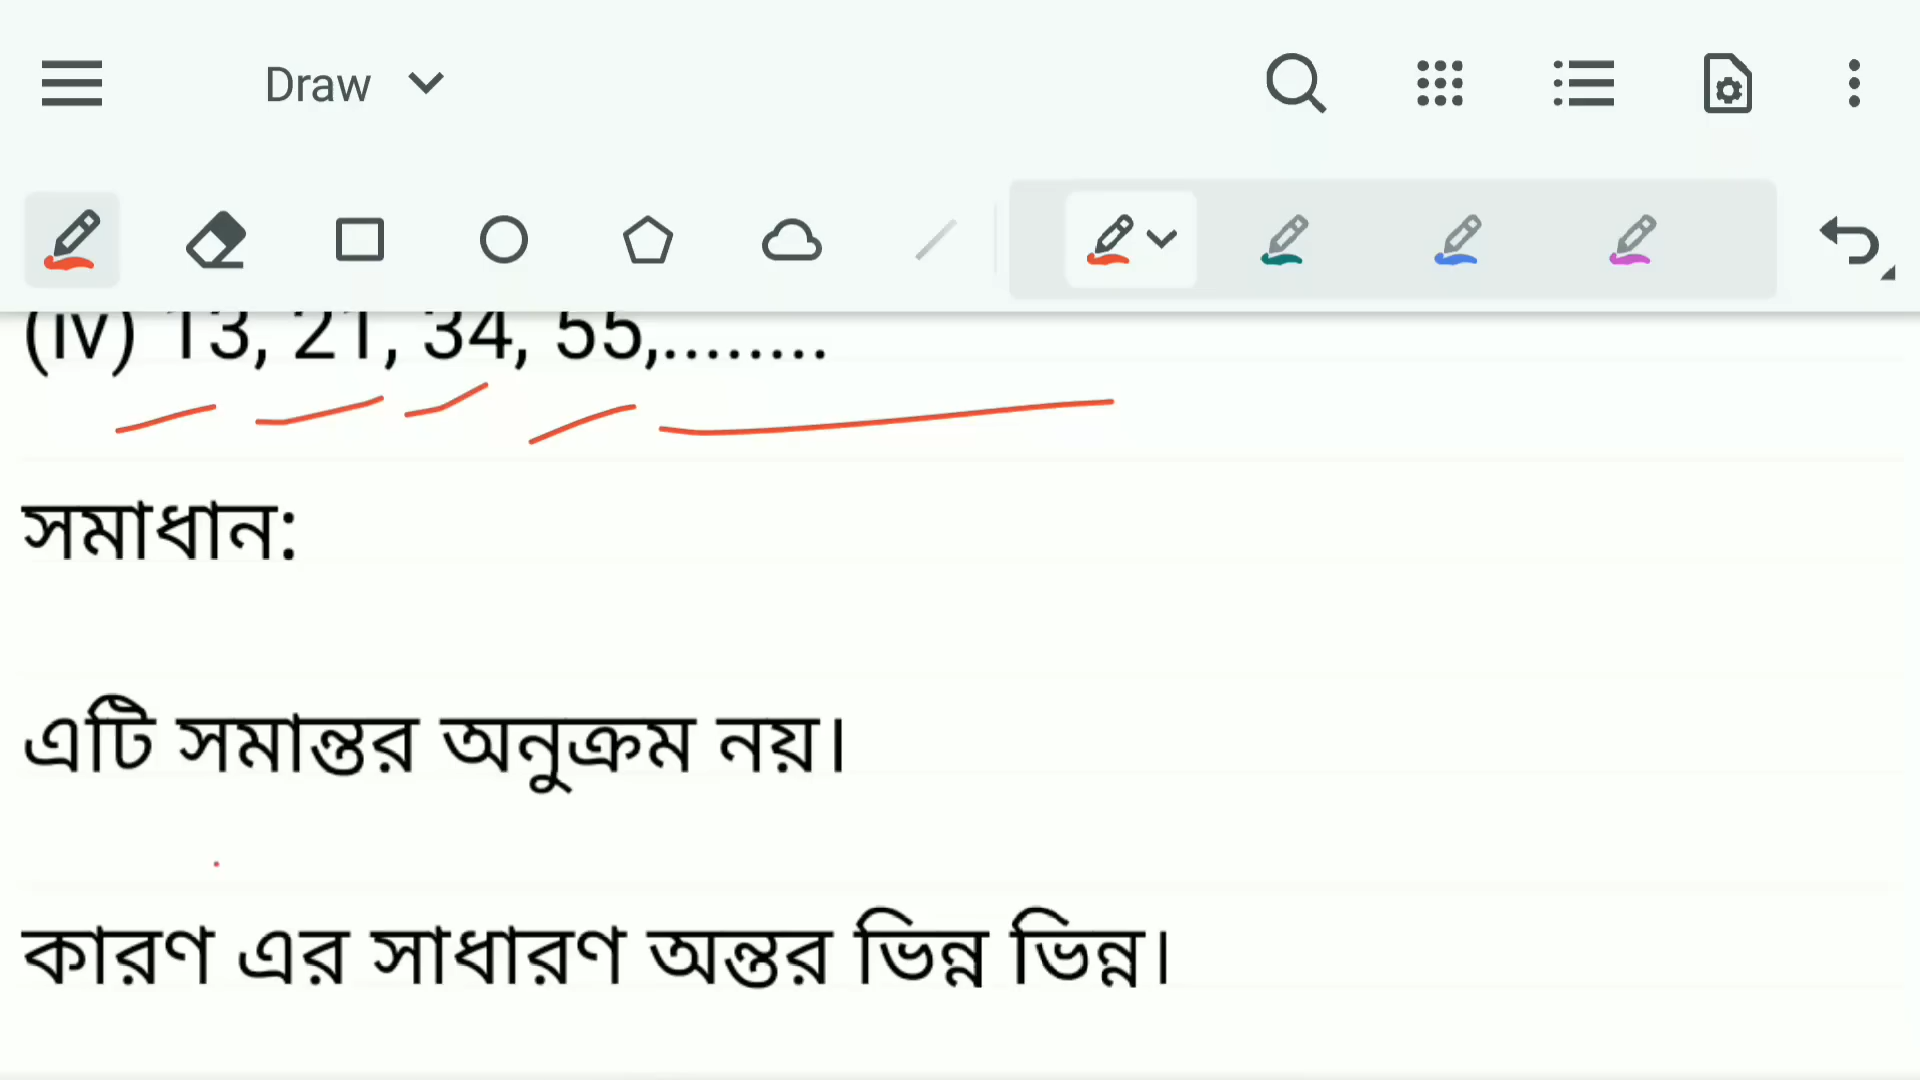 Draw
(iv) 13, 21, 34, 55,........
সমাধান:
এটি সমান্তর অনুক্রম নয়।
কারণ এর সাধারণ অন্তর ভিন্ন ভিন্ন।